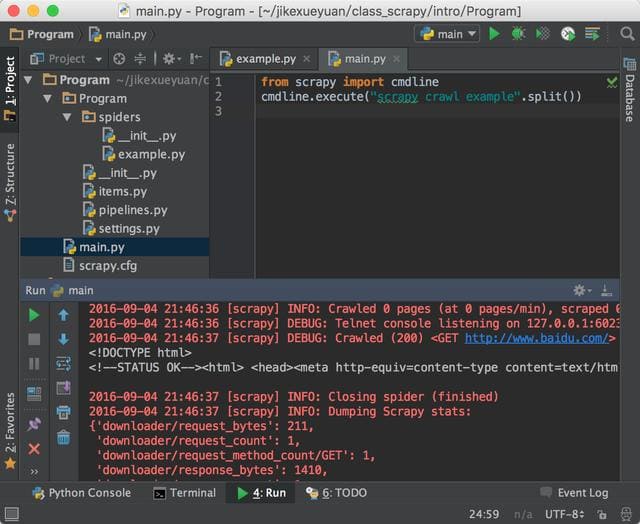 main.py - Program - [~/jikexueyuan/class_scrapy/intro/Program]
Program main.py main
1: Project
Z: Structure
2: Favorites
Database
Project
example.py main.py
Program ~/jikexueyuan/c
Program
spiders
__init__.py
example.py
__init__.py
items.py
pipelines.py
settings.py
main.py
scrapy.cfg
1 from scrapy import cmdline
2 cmdline.execute("scrapy crawl example".split())
3
Run main
2016-09-04 21:46:36 [scrapy] INFO: Crawled 0 pages (at 0 pages/min), scraped 0
2016-09-04 21:46:36 [scrapy] DEBUG: Telnet console listening on 127.0.0.1:6023
2016-09-04 21:46:37 [scrapy] DEBUG: Crawled (200) <GET http://www.baidu.com/>
<!DOCTYPE html>
<!--STATUS OK--><html> <head><meta http-equiv=content-type content=text/htm
2016-09-04 21:46:37 [scrapy] INFO: Closing spider (finished)
2016-09-04 21:46:37 [scrapy] INFO: Dumping Scrapy stats:
{'downloader/request_bytes': 211,
'downloader/request_count': 1,
'downloader/request_method_count/GET': 1,
'downloader/response_bytes': 1410,
Python Console Terminal 4: Run 6: TODO Event Log
24:59 n/a UTF-8